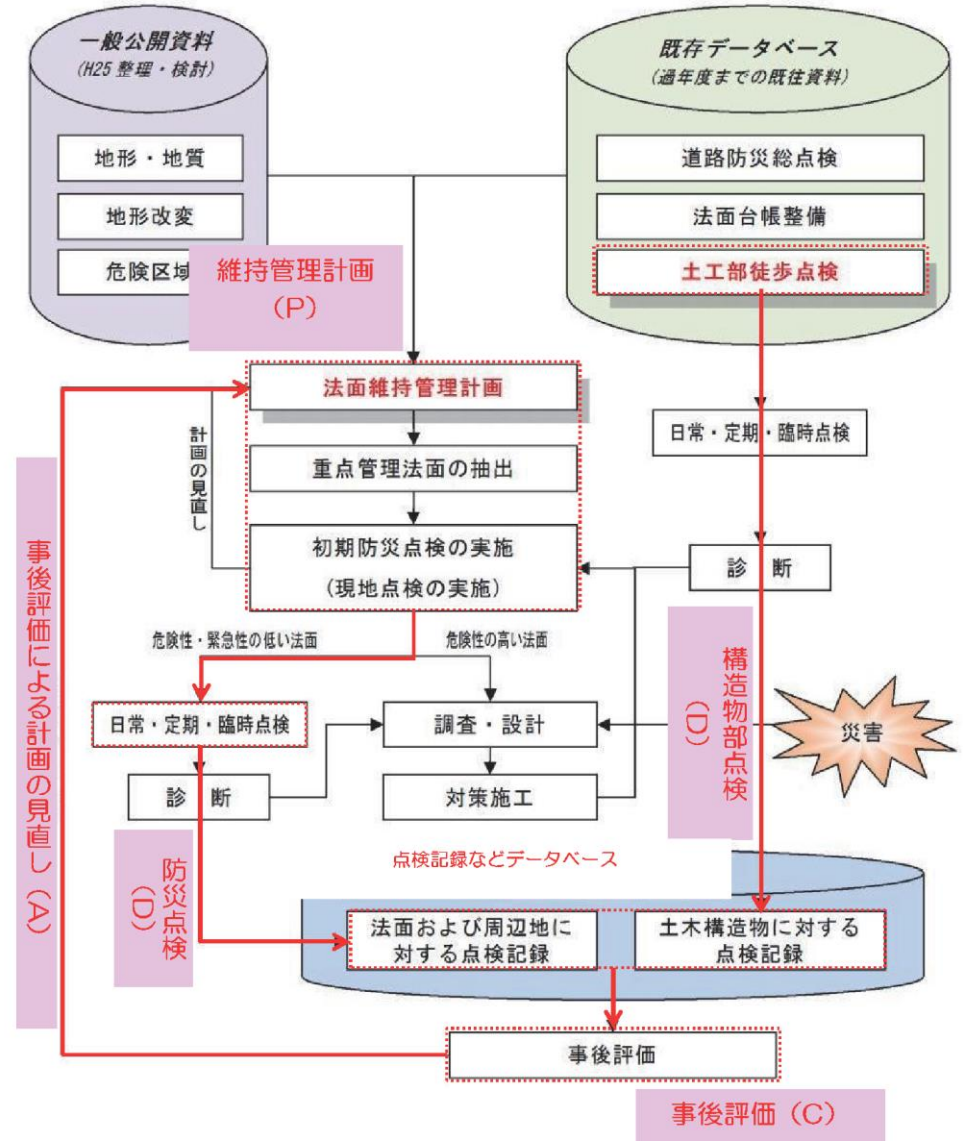 一般公開資料
(H25 整理・検討)
地形・地質
地形改変
危険区域
既存データベース
(過年度までの既往資料)
道路防災総点検
法面台帳整備
土工部徒歩点検
維持管理計画
(P)
法面維持管理計画
重点管理法面の抽出
初期防災点検の実施
(現地点検の実施)
計画の見直し
日常・定期・臨時点検
診 断
危険性・緊急性の低い法面
危険性の高い法面
日常・定期・臨時点検
調査・設計
災害
診 断
対策施工
構造物部点検
(D)
防災点検
(D)
事後評価による計画の見直し(A)
点検記録などデータベース
法面および周辺地に
対する点検記録
土木構造物に対する
点検記録
事後評価
事後評価(C)